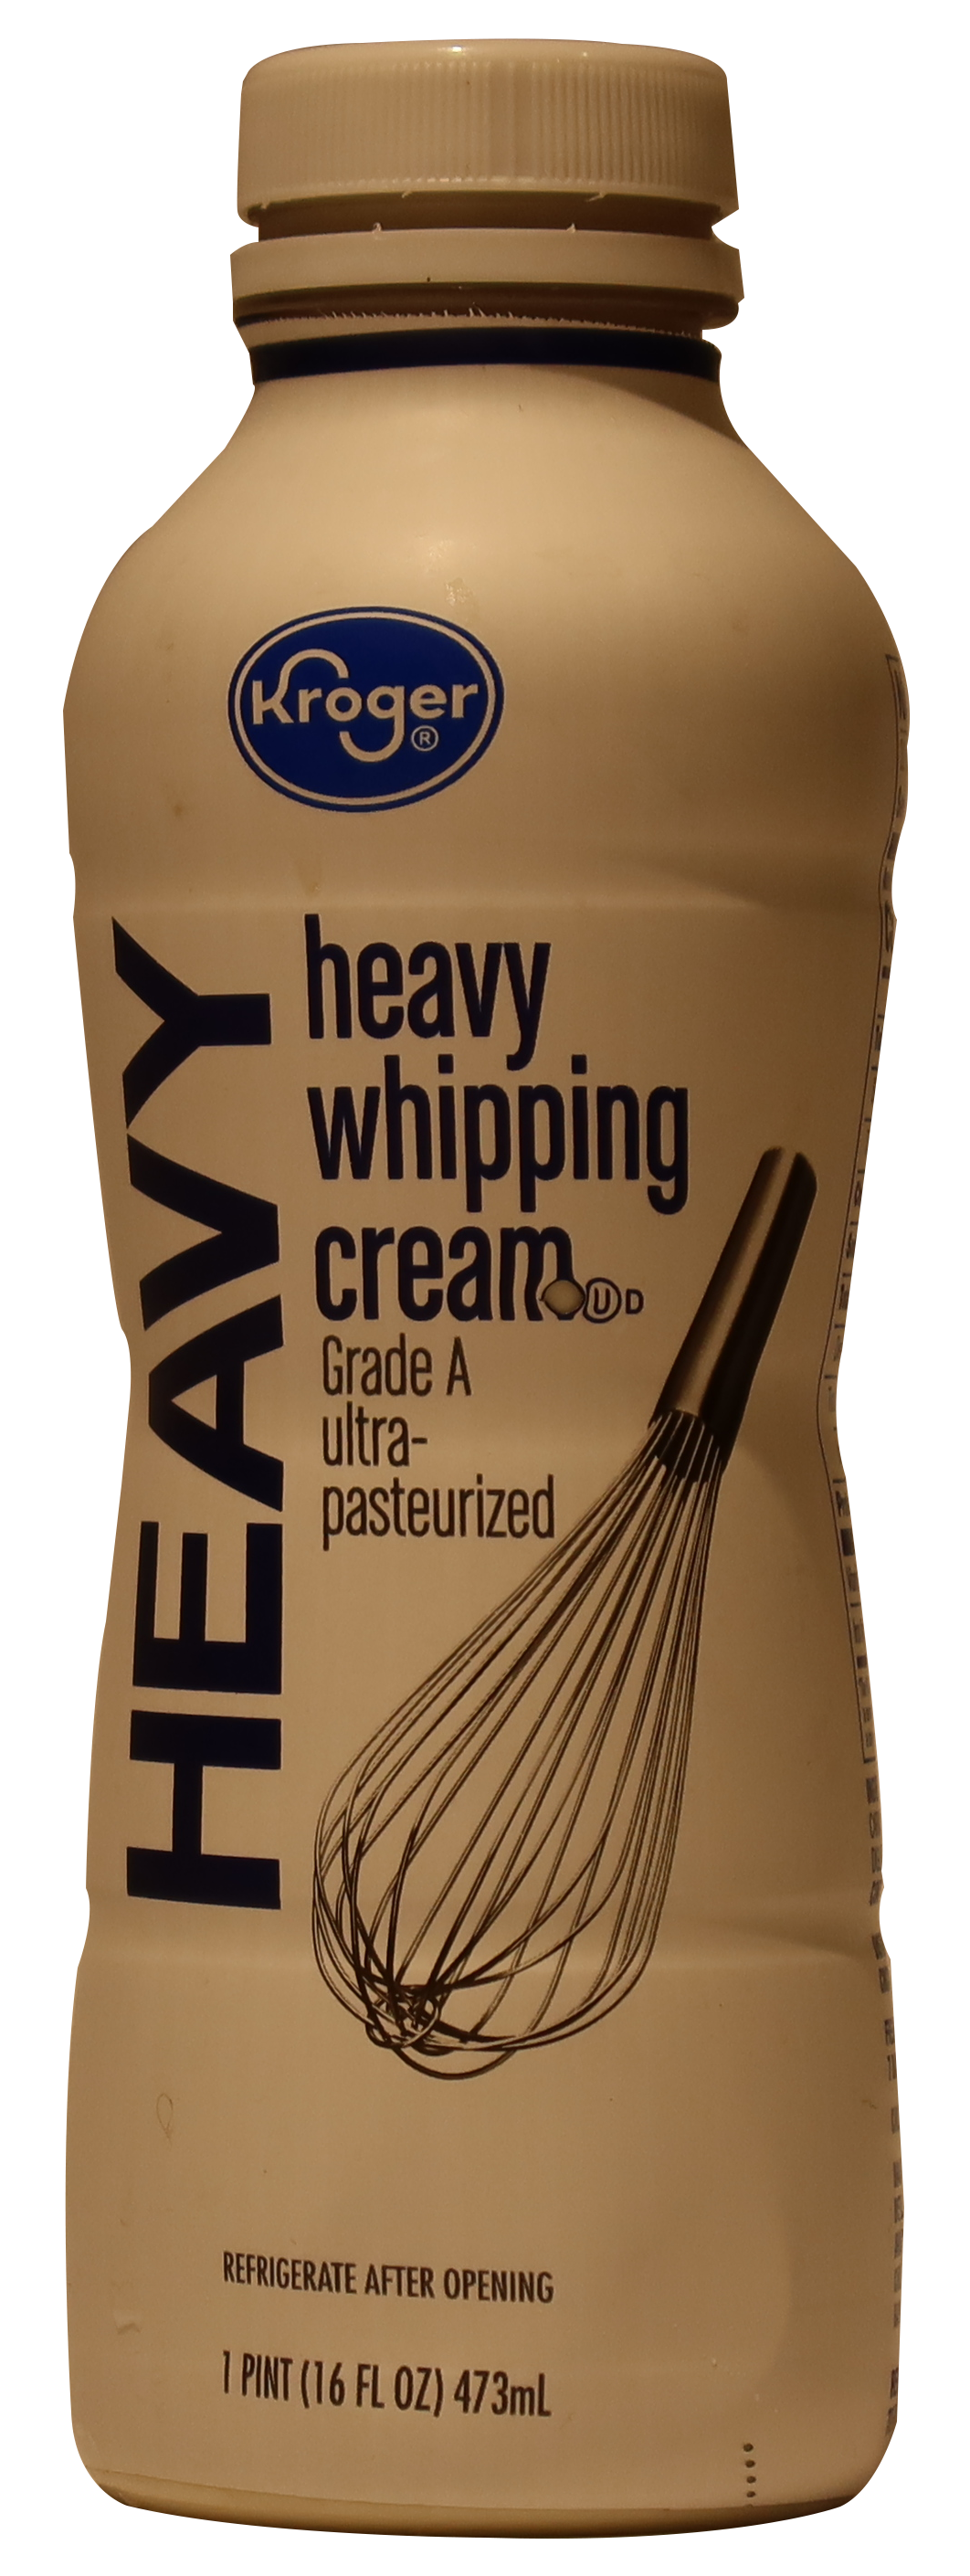 Kroger®
HEAVY
heavy
whipping
cream
U D
Grade A
ultra-
pasteurized
REFRIGERATE AFTER OPENING
1 PINT (16 FL OZ) 473mL